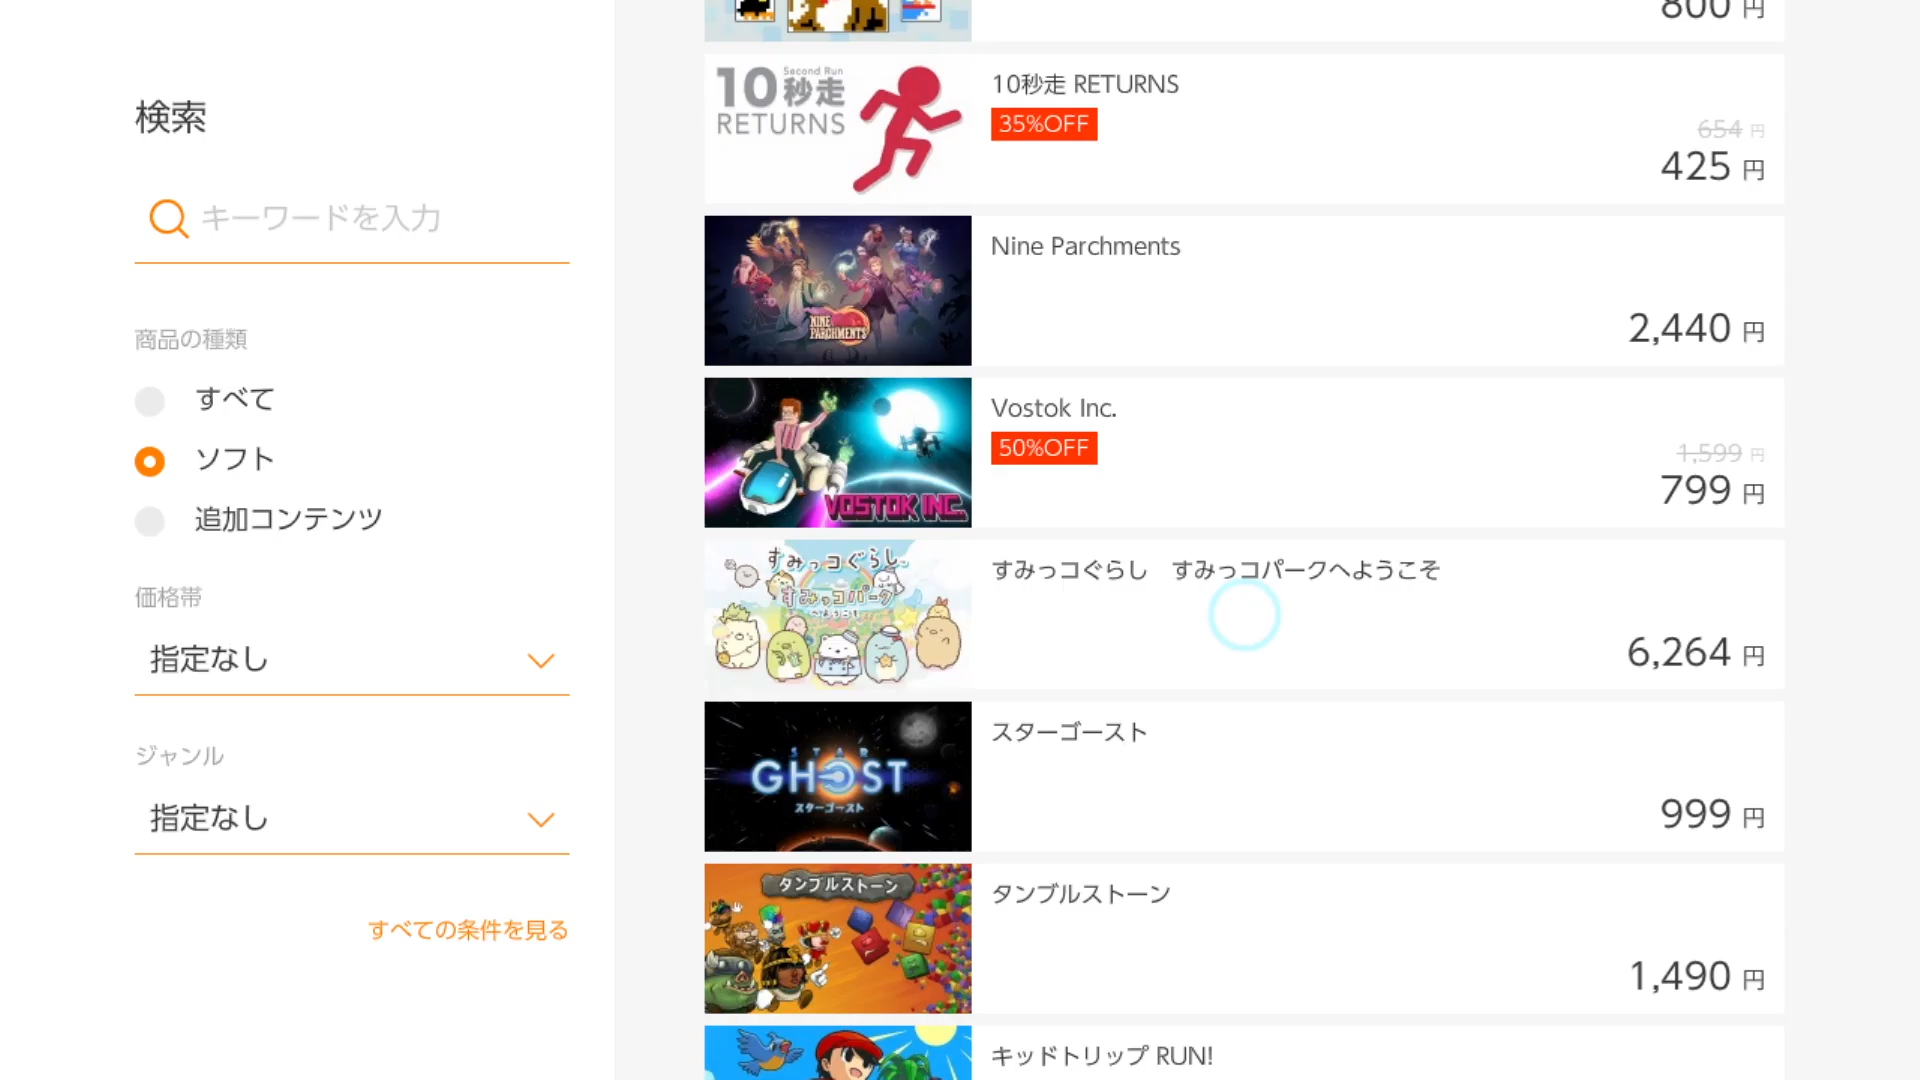 検索
キーワードを入力
商品の種類
すべて
ソフト
追加コンテンツ
価格帯
指定なし
ジャンル
指定なし
すべての条件を見る
800 円
10秒走 Second Run
RETURNS
10秒走 RETURNS
35%OFF
654 円
425 円
NINE
PARCHMENTS
Nine Parchments
2,440 円
VOSTOK INC.
Vostok Inc.
50%OFF
1,599 円
799 円
すみっコぐらし
すみっコパーク
へようこそ
すみっコぐらし　すみっコパークへようこそ
6,264 円
STAR
GHOST
スターゴースト
スターゴースト
999 円
タンブルストーン
タンブルストーン
1,490 円
キッドトリップ RUN!